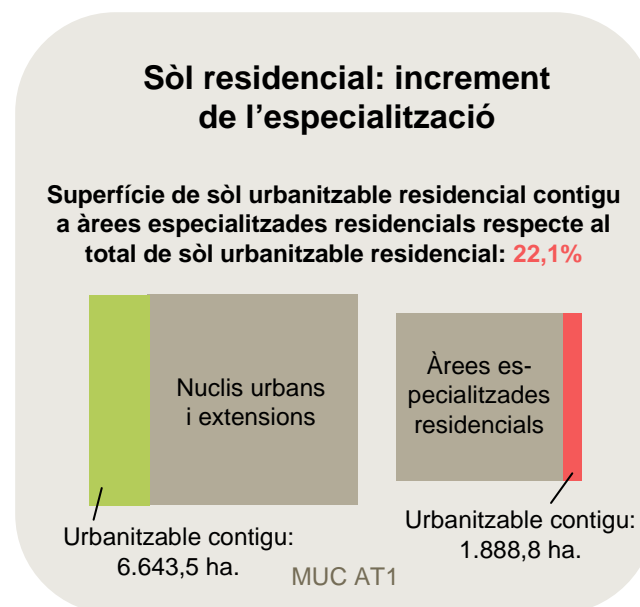 Sòl residencial: increment
de l’especialització
Superfície de sòl urbanitzable residencial contigu
a àrees especialitzades residencials respecte al
total de sòl urbanitzable residencial: 22,1%
Nuclis urbans
i extensions
Àrees es-
pecialitzades
residencials
Urbanitzable contigu:
6.643,5 ha.
Urbanitzable contigu:
1.888,8 ha.
MUC AT1